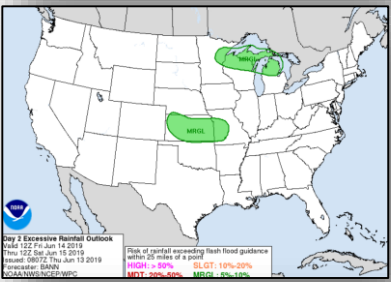 MRGL
MRGL
NOAA
Day 2 Excessive Rainfall Outlook
Valid 12Z Fri Jun 14 2019
Thru 12Z Sat Jun 15 2019
Issued: 0807Z Thu Jun 13 2019
Forecaster: BANN
NOAA/NWS/NCEP/WPC
Risk of rainfall exceeding flash flood guidance
within 25 miles of a point
HIGH: > 50% SLGT: 10%-20%
MDT: 20%-50% MRGL: 5%-10%